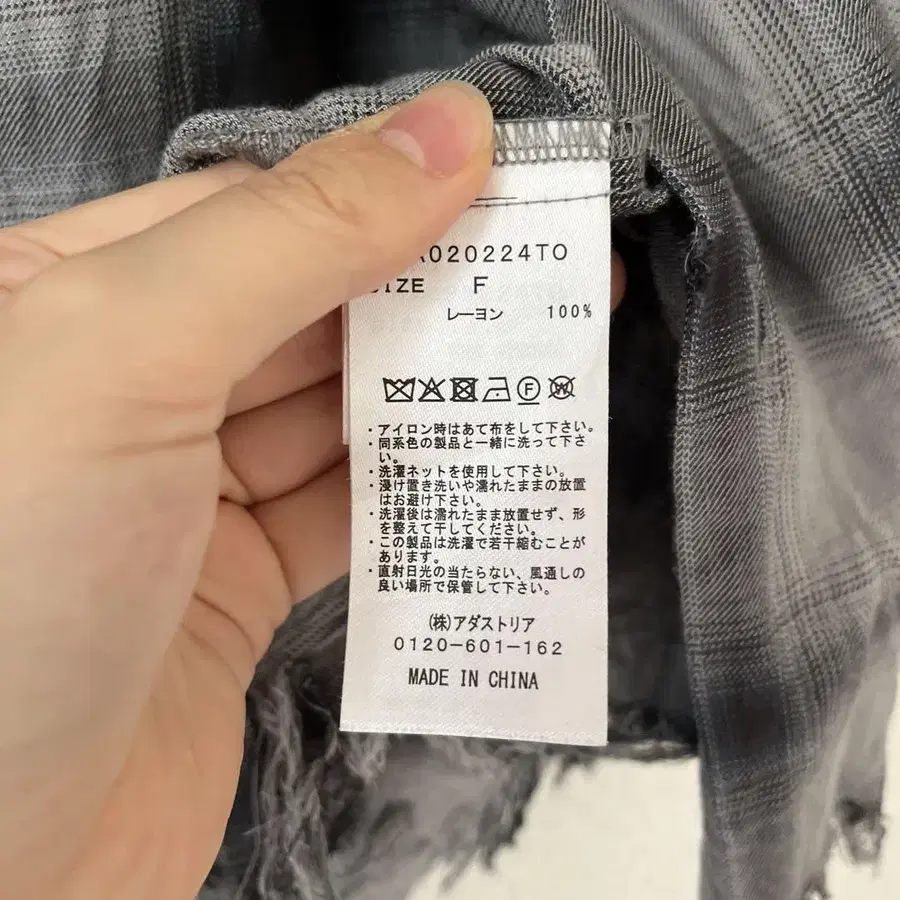 020224TO
SIZE F
レーヨン 100%
F
W
・アイロン時はあて布をして下さい。
・同系色の製品と一緒に洗って下さ
い。
・洗濯ネットを使用して下さい。
・浸け置き洗いや濡れたままの放置
はお避け下さい。
・洗濯後は濡れたまま放置せず、形
を整えて干してください。
・この製品は洗濯で若干縮むことが
あります。
・直射日光の当たらない、風通しの
良い場所で保管して下さい。
(株)アダストリア
0120-601-162
MADE IN CHINA